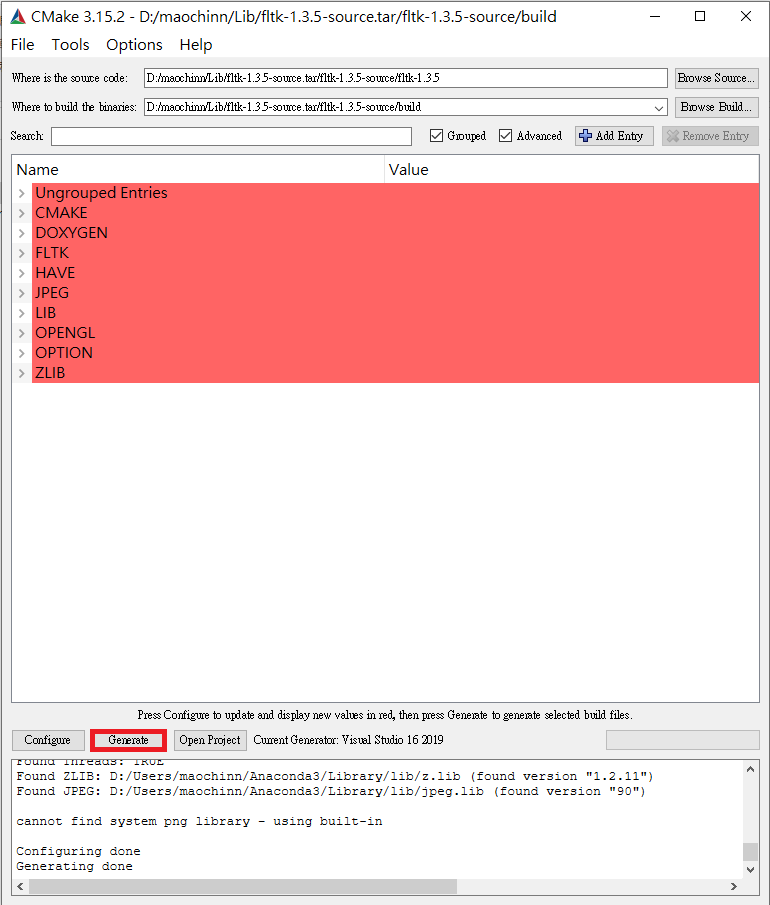 CMake 3.15.2 - D:/maochinn/Lib/fltk-1.3.5-source.tar/fltk-1.3.5-source/build
File Tools Options Help
Where is the source code: D:/maochinn/Lib/fltk-1.3.5-source.tar/fltk-1.3.5-source/fltk-1.3.5 Browse Source...
Where to build the binaries: D:/maochinn/Lib/fltk-1.3.5-source.tar/fltk-1.3.5-source/build Browse Build...
Search: Grouped Advanced Add Entry Remove Entry
Name Value
Ungrouped Entries
CMAKE
DOXYGEN
FLTK
HAVE
JPEG
LIB
OPENGL
OPTION
ZLIB
Press Configure to update and display new values in red, then press Generate to generate selected build files.
Configure Generate Open Project Current Generator: Visual Studio 16 2019
Found Threads: TRUE
Found ZLIB: D:/Users/maochinn/Anaconda3/Library/lib/z.lib (found version "1.2.11")
Found JPEG: D:/Users/maochinn/Anaconda3/Library/lib/jpeg.lib (found version "90")
cannot find system png library - using built-in
Configuring done
Generating done